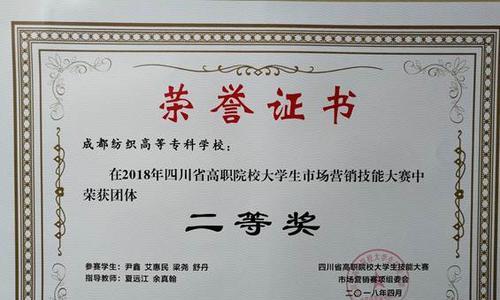 荣誉证书
成都纺织高等专科学校：
在2018年四川省高职院校大学生市场营销技能大赛中
荣获团体
二等奖
参赛学生：尹鑫 艾惠民 梁尧 舒丹
指导教师：夏远江 余真翰
四川省高职院校大学生技能大赛
市场营销赛项组委会
二〇一八年四月